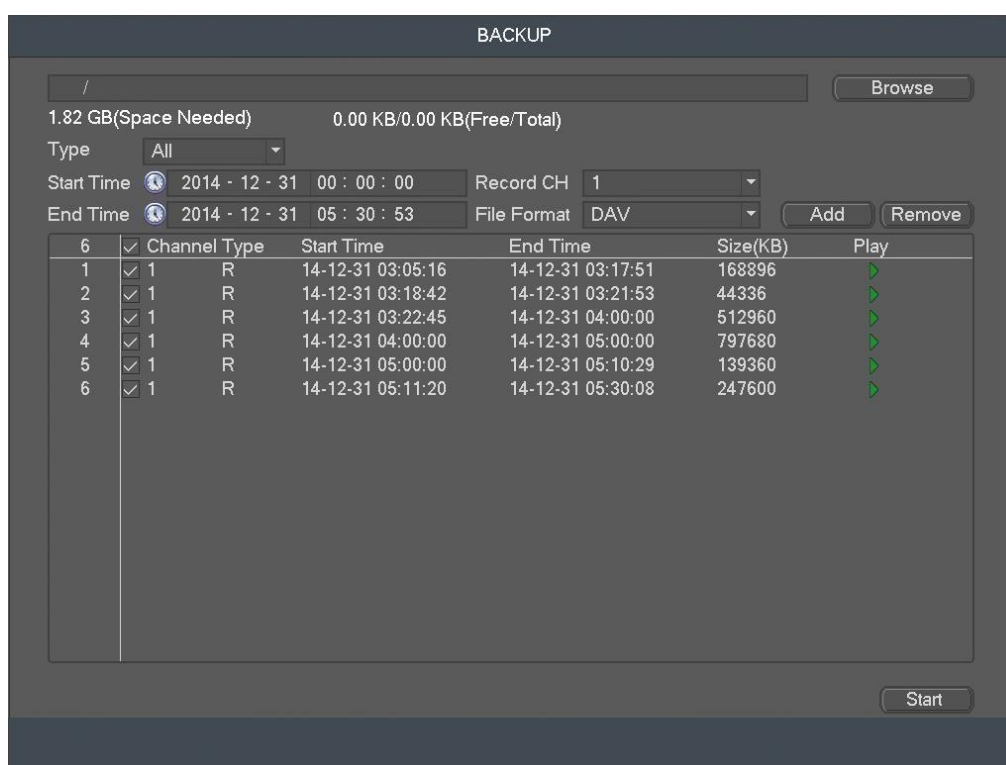 BACKUP
/ Browse
1.82 GB(Space Needed) 0.00 KB/0.00 KB(Free/Total)
Type All
Start Time 2014 - 12 - 31 00 : 00 : 00 Record CH 1
End Time 2014 - 12 - 31 05 : 30 : 53 File Format DAV Add Remove
6 Channel Type Start Time End Time Size(KB) Play
1 1 R 14-12-31 03:05:16 14-12-31 03:17:51 168896
2 1 R 14-12-31 03:18:42 14-12-31 03:21:53 44336
3 1 R 14-12-31 03:22:45 14-12-31 04:00:00 512960
4 1 R 14-12-31 04:00:00 14-12-31 05:00:00 797680
5 1 R 14-12-31 05:00:00 14-12-31 05:10:29 139360
6 1 R 14-12-31 05:11:20 14-12-31 05:30:08 247600
Start